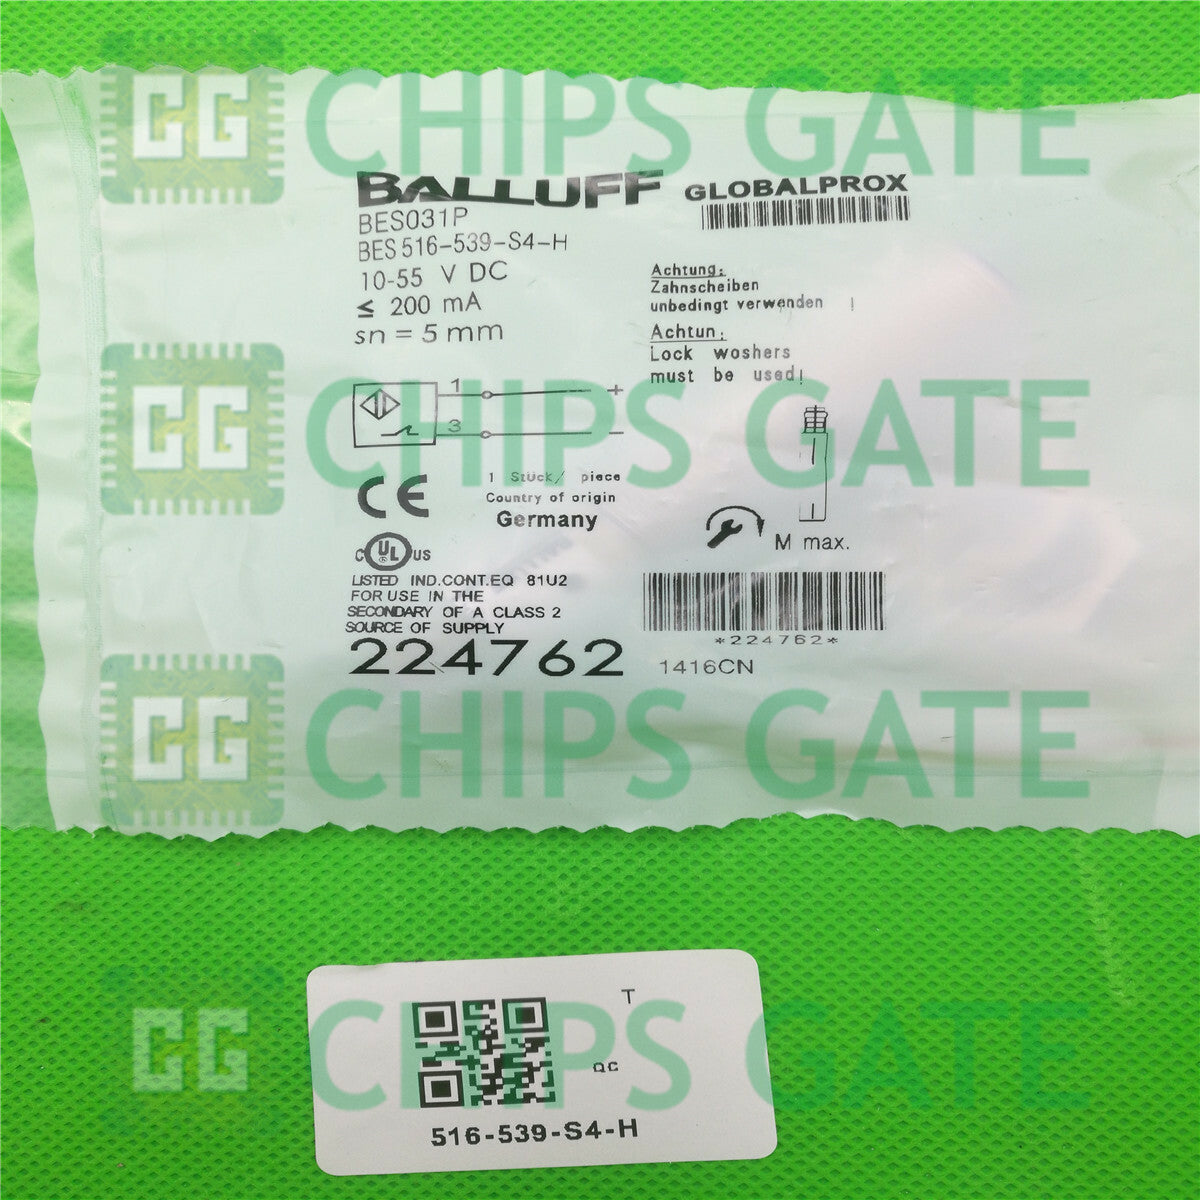 CHIPS GATE
BALLUFF GLOBALPROX
BES031P
BES 516-539-S4-H
10-55 V DC
≤ 200 mA
sn = 5 mm
Achtung:
Zahnscheiben
unbedingt verwenden !
Achtun:
Lock woshers
must be used!
1 +
3 −
CHIPS GATE
CE
1 Stück/ piece
Country of origin
Germany
M max.
C UL US
LISTED IND.CONT.EQ 81U2
FOR USE IN THE
SECONDARY OF A CLASS 2
SOURCE OF SUPPLY
224762
*224762*
1416CN
CHIPS GATE
CHIPS GATE
T
QC
516-539-S4-H